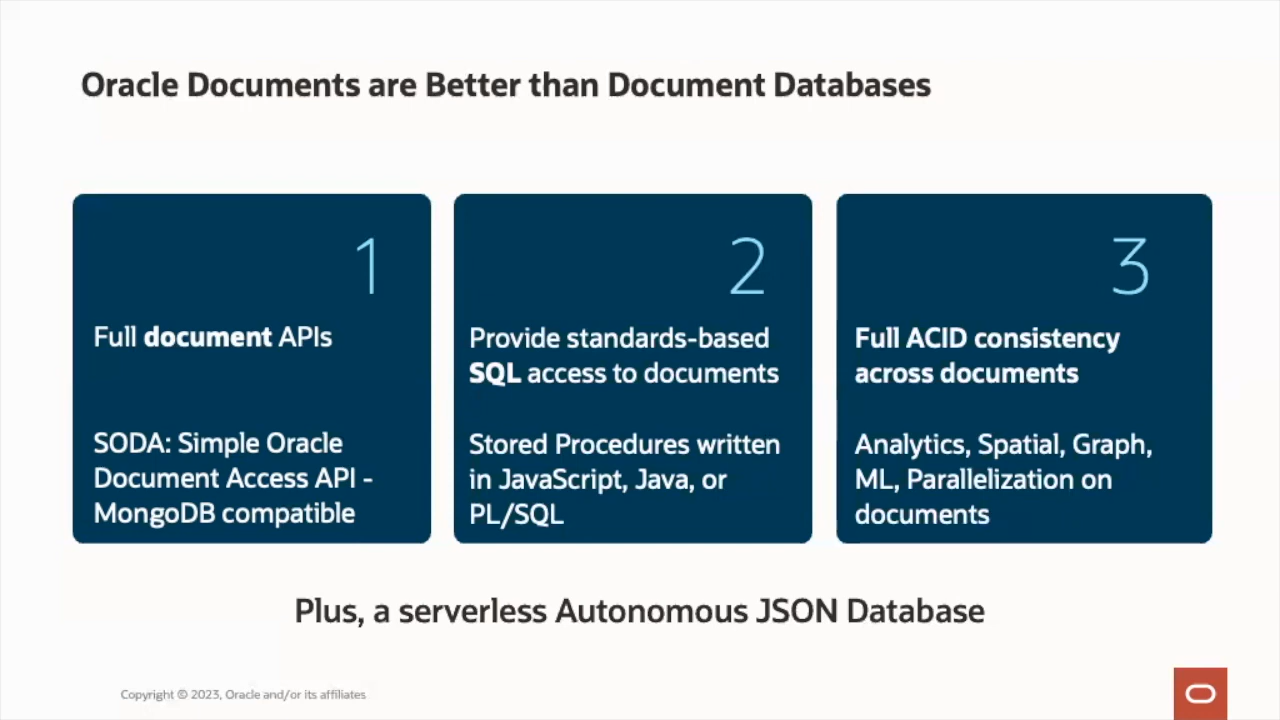 Oracle Documents are Better than Document Databases
1
Full document APIs
SODA: Simple Oracle
Document Access API -
MongoDB compatible
2
Provide standards-based
SQL access to documents
Stored Procedures written
in JavaScript, Java, or
PL/SQL
3
Full ACID consistency
across documents
Analytics, Spatial, Graph,
ML, Parallelization on
documents
Plus, a serverless Autonomous JSON Database
Copyright © 2023, Oracle and/or its affiliates